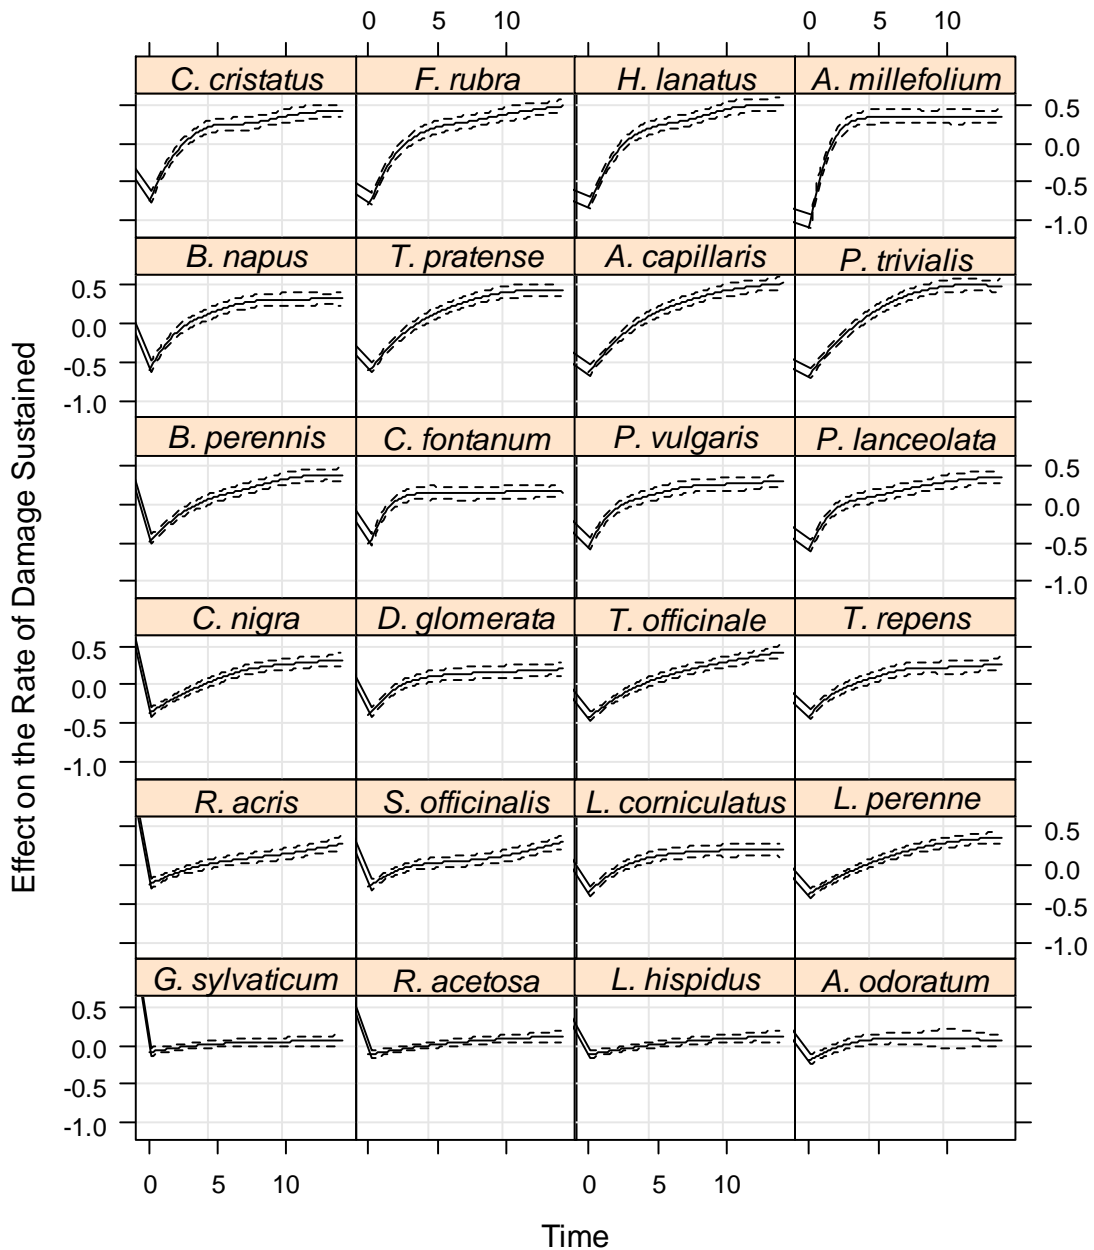 0 5 10 0 5 10
C. cristatus F. rubra H. lanatus A. millefolium
0.5
0.0
-0.5
-1.0
B. napus T. pratense A. capillaris P. trivialis
0.5
0.0
-0.5
-1.0
B. perennis C. fontanum P. vulgaris P. lanceolata
0.5
0.0
-0.5
-1.0
C. nigra D. glomerata T. officinale T. repens
0.5
0.0
-0.5
-1.0
R. acris S. officinalis L. corniculatus L. perenne
0.5
0.0
-0.5
-1.0
G. sylvaticum R. acetosa L. hispidus A. odoratum
0.5
0.0
-0.5
-1.0
0 5 10 0 5 10
Time
Effect on the Rate of Damage Sustained